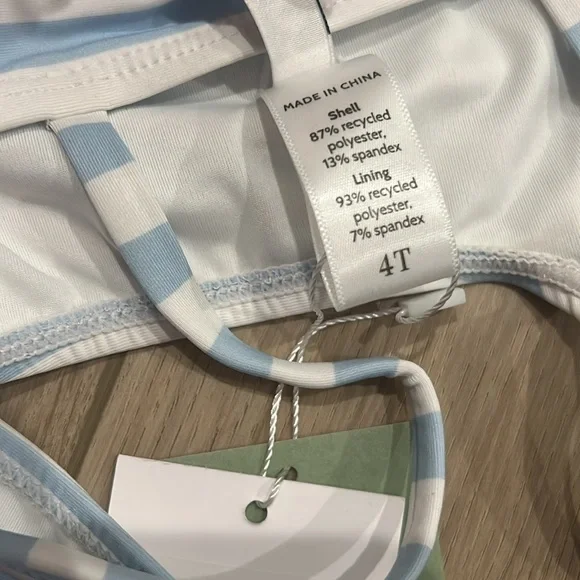 MADE IN CHINA
Shell
87% recycled
polyester,
13% spandex
Lining
93% recycled
polyester,
7% spandex
4T